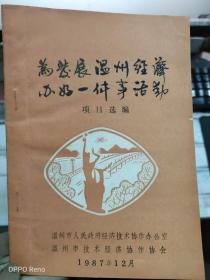 为发展温州经济
办好一件事活动
项目选编
温州市人民政府经济技术协作办公室
温州市技术经济协作协会
1987年12月
OPPO Reno